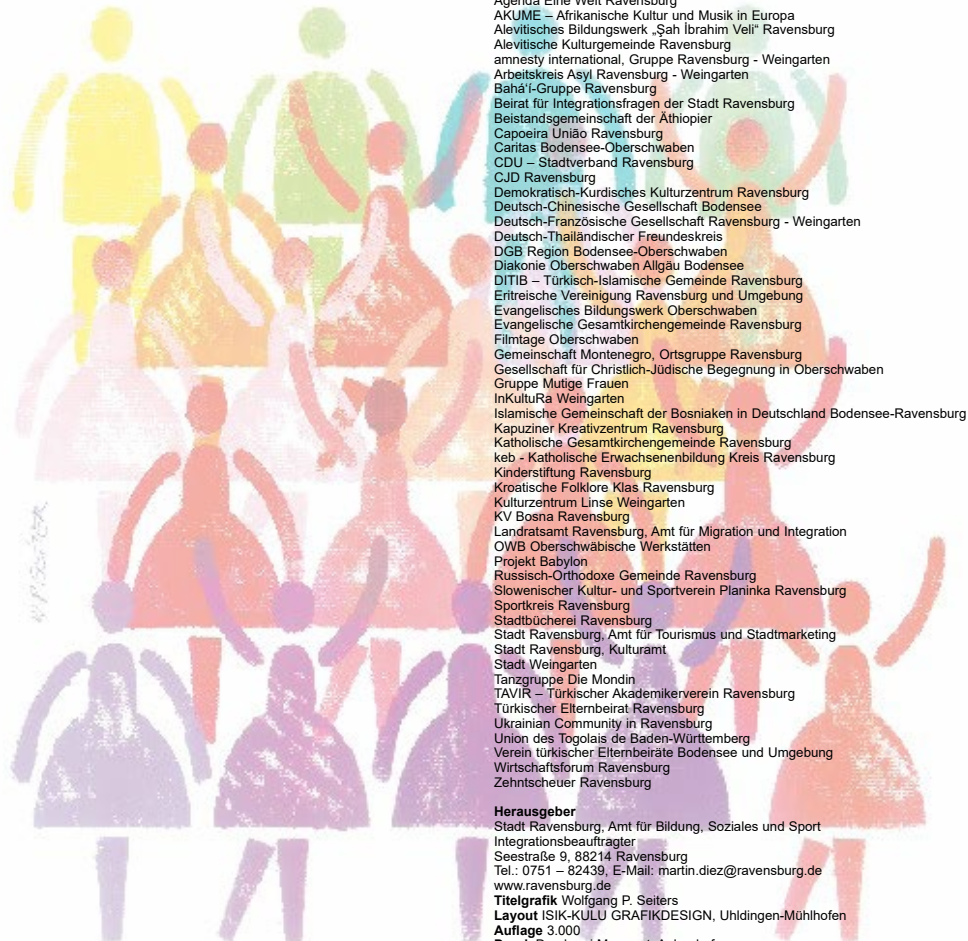 Agenda Eine Welt Ravensburg
AKUME – Afrikanische Kultur und Musik in Europa
Alevitisches Bildungswerk „Şah İbrahim Veli“ Ravensburg
Alevitische Kulturgemeinde Ravensburg
amnesty international, Gruppe Ravensburg - Weingarten
Arbeitskreis Asyl Ravensburg - Weingarten
Bahá‘í-Gruppe Ravensburg
Beirat für Integrationsfragen der Stadt Ravensburg
Beistandsgemeinschaft der Äthiopier
Capoeira União Ravensburg
Caritas Bodensee-Oberschwaben
CDU – Stadtverband Ravensburg
CJD Ravensburg
Demokratisch-Kurdisches Kulturzentrum Ravensburg
Deutsch-Chinesische Gesellschaft Bodensee
Deutsch-Französische Gesellschaft Ravensburg - Weingarten
Deutsch-Thailändischer Freundeskreis
DGB Region Bodensee-Oberschwaben
Diakonie Oberschwaben Allgäu Bodensee
DITIB – Türkisch-Islamische Gemeinde Ravensburg
Eritreische Vereinigung Ravensburg und Umgebung
Evangelisches Bildungswerk Oberschwaben
Evangelische Gesamtkirchengemeinde Ravensburg
Filmtage Oberschwaben
Gemeinschaft Montenegro, Ortsgruppe Ravensburg
Gesellschaft für Christlich-Jüdische Begegnung in Oberschwaben
Gruppe Mutige Frauen
InKultuRa Weingarten
Islamische Gemeinschaft der Bosniaken in Deutschland Bodensee-Ravensburg
Kapuziner Kreativzentrum Ravensburg
Katholische Gesamtkirchengemeinde Ravensburg
keb - Katholische Erwachsenenbildung Kreis Ravensburg
Kinderstiftung Ravensburg
Kroatische Folklore Klas Ravensburg
Kulturzentrum Linse Weingarten
KV Bosna Ravensburg
Landratsamt Ravensburg, Amt für Migration und Integration
OWB Oberschwäbische Werkstätten
Projekt Babylon
Russisch-Orthodoxe Gemeinde Ravensburg
Slowenischer Kultur- und Sportverein Planinka Ravensburg
Sportkreis Ravensburg
Stadtbücherei Ravensburg
Stadt Ravensburg, Amt für Tourismus und Stadtmarketing
Stadt Ravensburg, Kulturamt
Stadt Weingarten
Tanzgruppe Die Mondin
TAVIR – Türkischer Akademikerverein Ravensburg
Türkischer Elternbeirat Ravensburg
Ukrainian Community in Ravensburg
Union des Togolais de Baden-Württemberg
Verein türkischer Elternbeiräte Bodensee und Umgebung
Wirtschaftsforum Ravensburg
Zehntscheuer Ravensburg
Herausgeber
Stadt Ravensburg, Amt für Bildung, Soziales und Sport
Integrationsbeauftragter
Seestraße 9, 88214 Ravensburg
Tel.: 0751 – 82439, E-Mail: martin.diez@ravensburg.de
www.ravensburg.de
Titelgrafik Wolfgang P. Seiters
Layout ISIK-KULU GRAFIKDESIGN, Uhldingen-Mühlhofen
Auflage 3.000